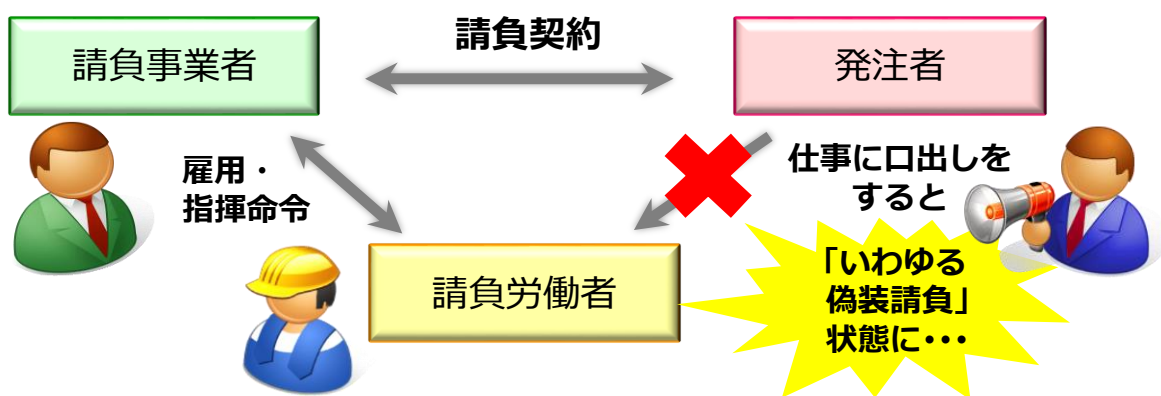 請負契約
請負事業者
発注者
雇用・
指揮命令
仕事に口出しを
すると
請負労働者
「いわゆる
偽装請負」
状態に･･･